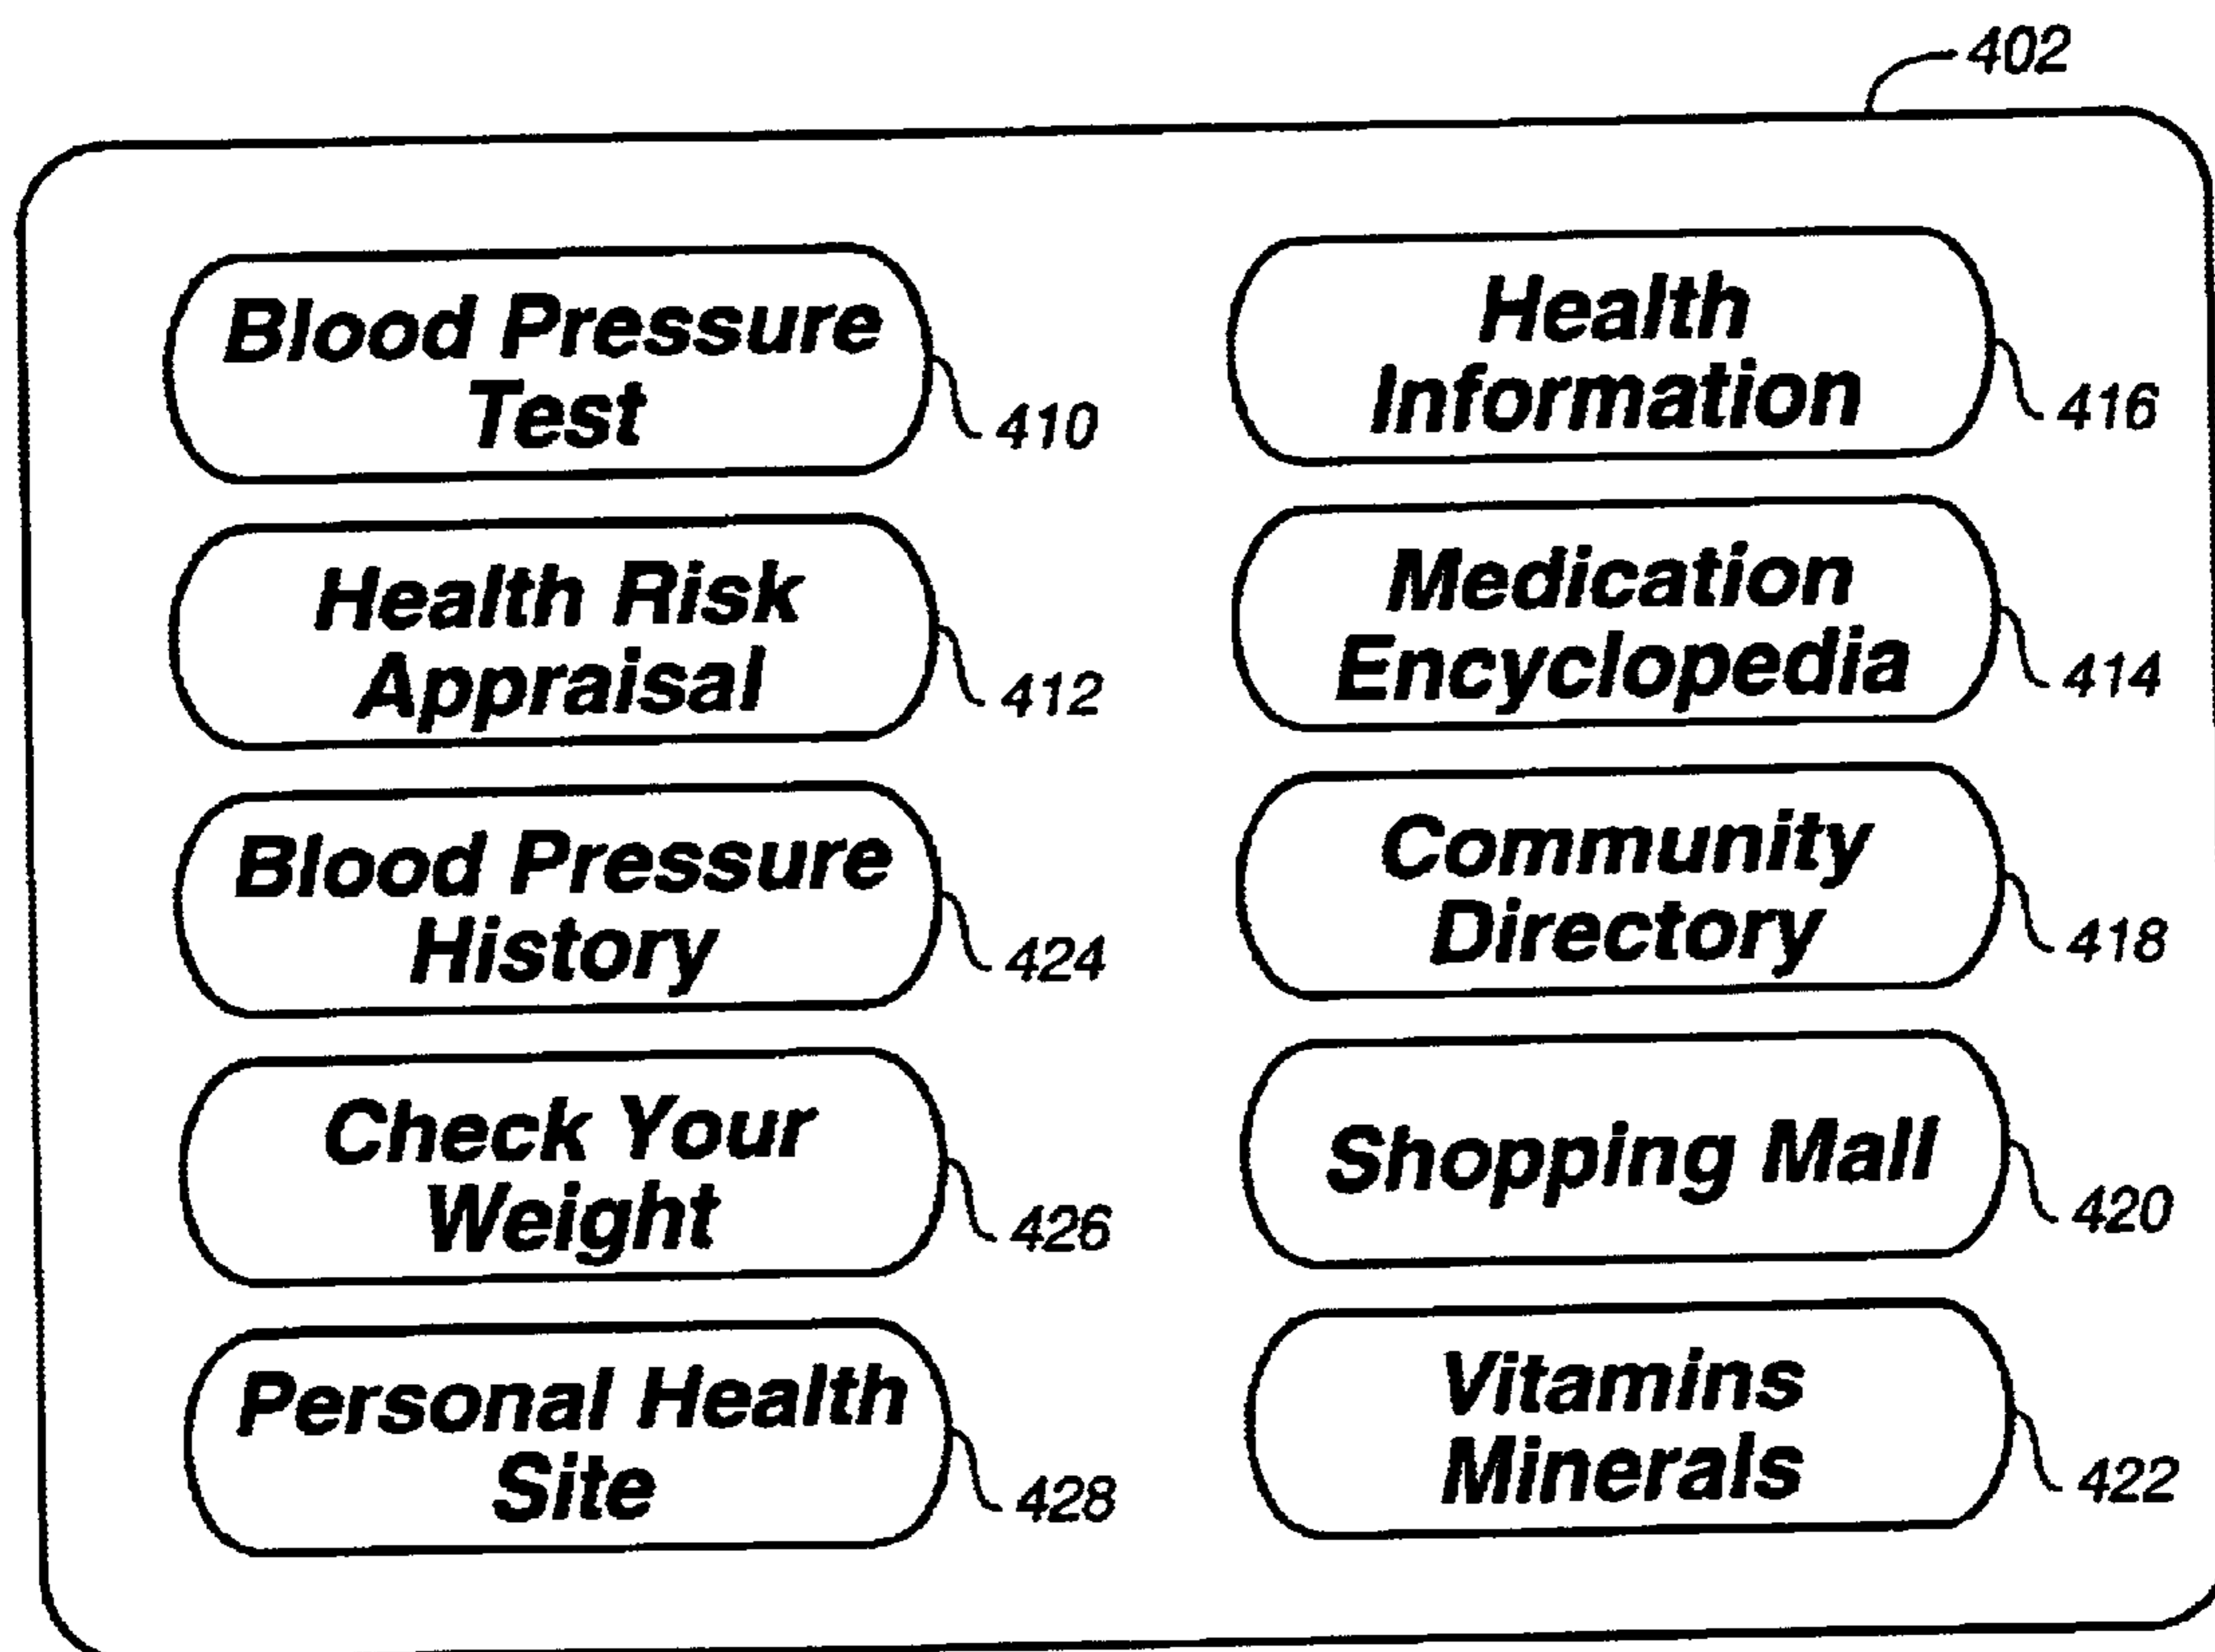 402
Blood Pressure
Test
410
Health Risk
Appraisal
412
Blood Pressure
History
424
Check Your
Weight
426
Personal Health
Site
428
Health
Information
416
Medication
Encyclopedia
414
Community
Directory
418
Shopping Mall
420
Vitamins
Minerals
422